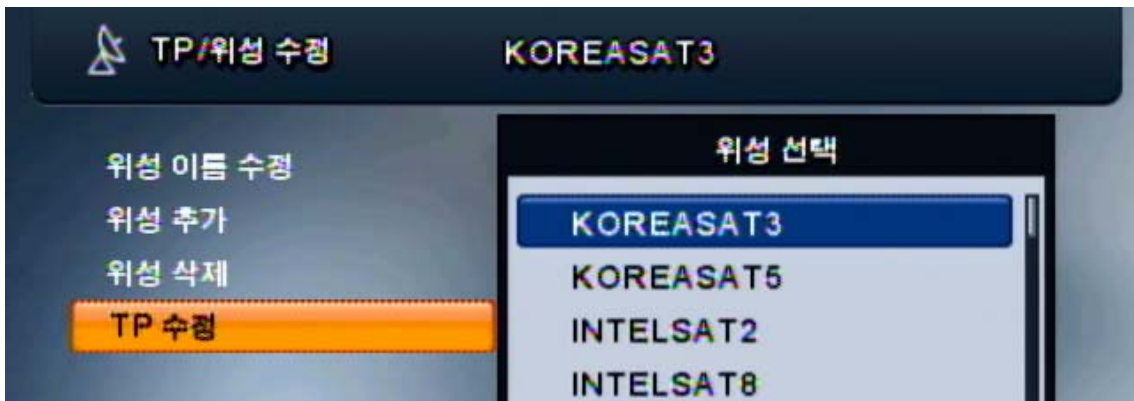 TP/위성 수정
KOREASAT3
위성 이름 수정
위성 추가
위성 삭제
TP 수정
위성 선택
KOREASAT3
KOREASAT5
INTELSAT2
INTELSAT8